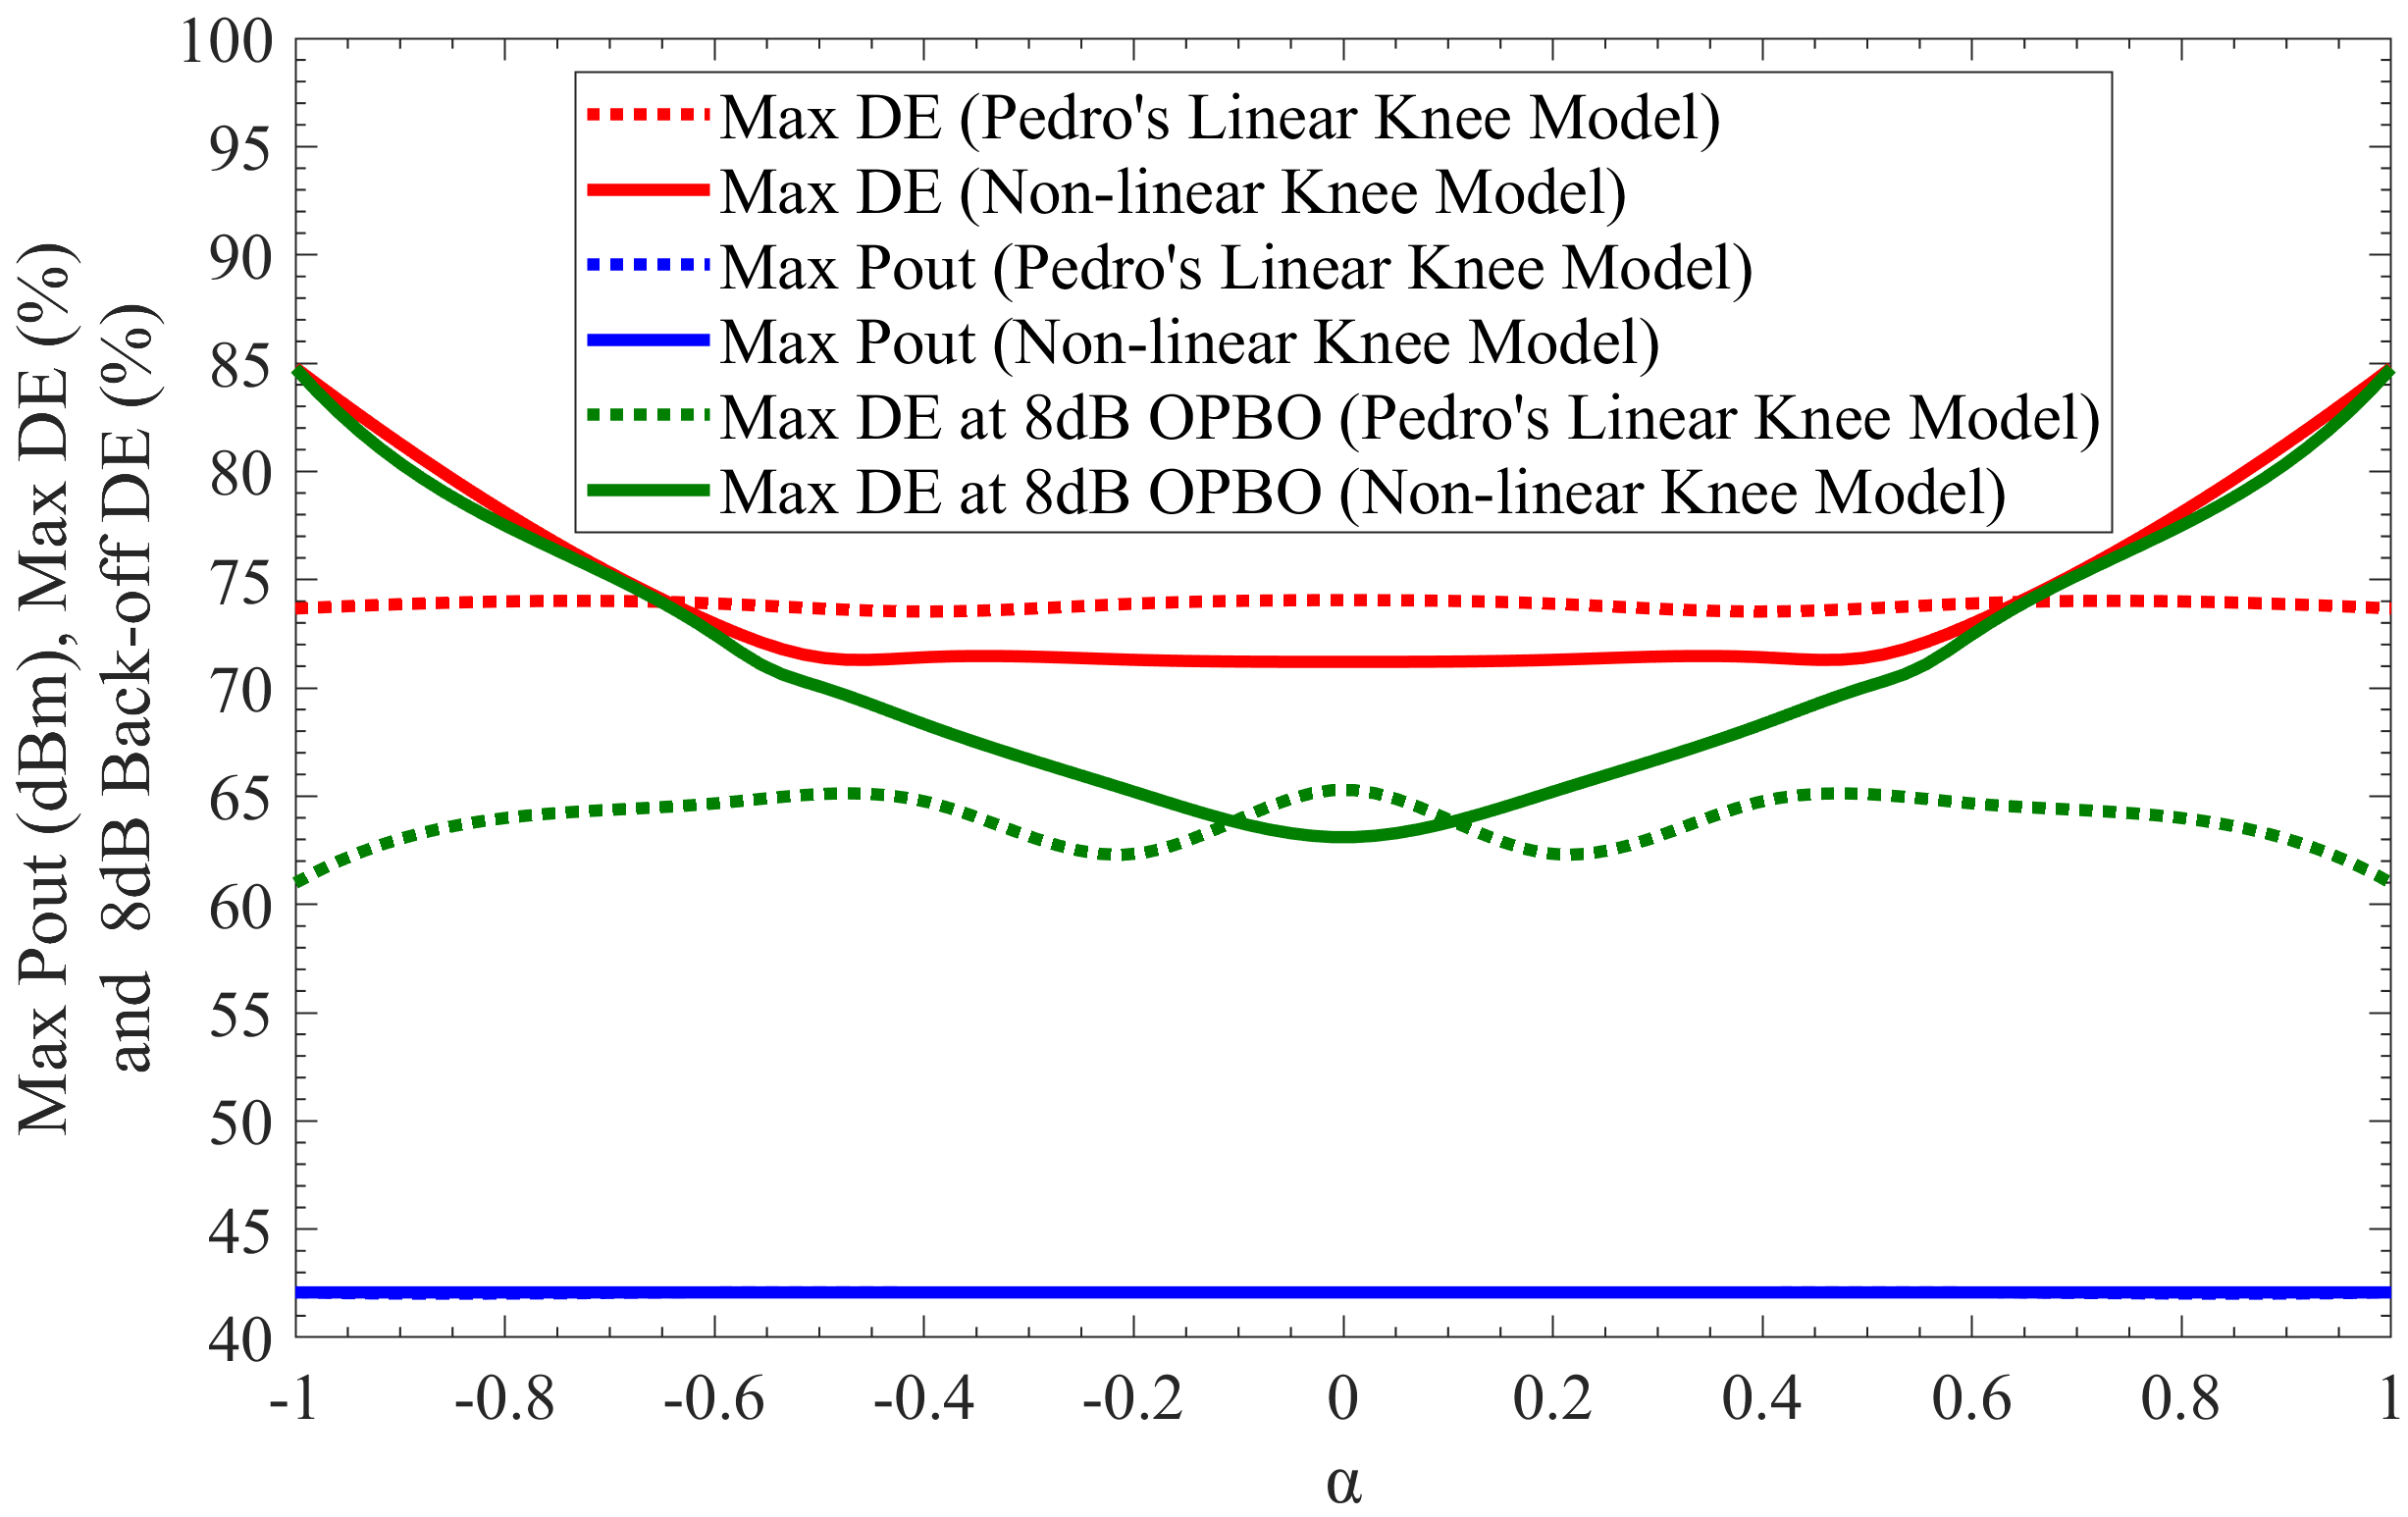 Max Pout (dBm), Max DE (%)
and 8dB Back-off DE (%)
100
95
90
85
80
75
70
65
60
55
50
45
40
Max DE (Pedro's Linear Knee Model)
Max DE (Non-linear Knee Model)
Max Pout (Pedro's Linear Knee Model)
Max Pout (Non-linear Knee Model)
Max DE at 8dB OPBO (Pedro's Linear Knee Model)
Max DE at 8dB OPBO (Non-linear Knee Model)
-1 -0.8 -0.6 -0.4 -0.2 0 0.2 0.4 0.6 0.8 1
α